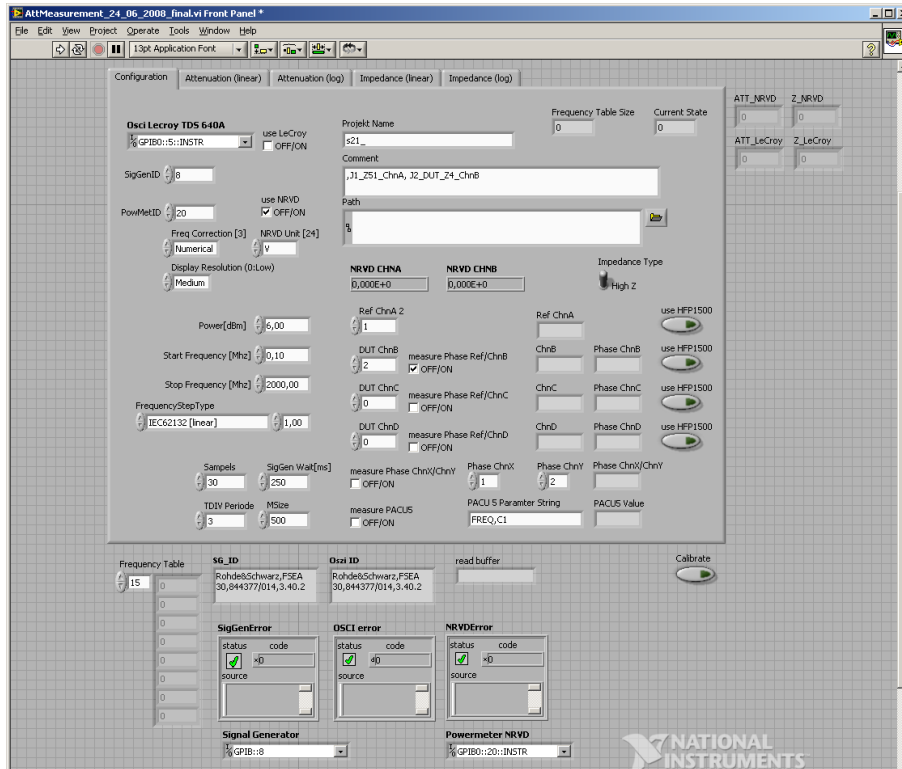 AttMeasurement_24_06_2008_final.vi Front Panel *
File Edit View Project Operate Tools Window Help
13pt Application Font
Configuration Attenuation (linear) Attenuation (log) Impedance (linear) Impedance (log)
ATT_NRVD Z_NRVD
0 0
ATT_LeCroy Z_LeCroy
0 0
Osci Lecroy TDS 640A
GPIB0::5::INSTR
use LeCroy
OFF/ON
Projekt Name
s21_
Frequency Table Size
0
Current State
0
SigGenID 8
Comment
,J1_Z51_ChnA, J2_DUT_Z4_ChnB
PowMetID 20
use NRVD
OFF/ON
Path
Freq Correction [3] NRVD Unit [24]
Numerical V
Display Resolution (0:Low)
Medium
NRVD CHNA NRVD CHNB
0,000E+0 0,000E+0
Impedance Type
High Z
Power[dBm] 6,00
Ref ChnA 2
1
Ref ChnA
use HFP1500
Start Frequency [Mhz] 0,10
DUT ChnB
2
measure Phase Ref/ChnB
OFF/ON
ChnB Phase ChnB use HFP1500
Stop Frequency [Mhz] 2000,00
DUT ChnC
0
measure Phase Ref/ChnC
OFF/ON
ChnC Phase ChnC use HFP1500
FrequencyStepType
IEC62132 [linear] 1,00
DUT ChnD
0
measure Phase Ref/ChnD
OFF/ON
ChnD Phase ChnD use HFP1500
Sampels SigGen Wait[ms]
30 250
measure Phase ChnX/ChnY
OFF/ON
Phase ChnX Phase ChnY Phase ChnX/ChnY
1 2
TDIV Periode MSize
3 500
measure PACU5
OFF/ON
PACU 5 Paramter String PACU5 Value
FREQ,C1
Frequency Table
15
0
0
0
0
0
0
0
0
SG_ID
Rohde&Schwarz,FSEA
30,844377/014,3.40.2
Oszi ID
Rohde&Schwarz,FSEA
30,844377/014,3.40.2
read buffer
Calibrate
SigGenError
status code
×0
source
OSCI error
status code
d0
source
NRVDError
status code
×0
source
Signal Generator
GPIB::8
Powermeter NRVD
GPIB0::20::INSTR
NATIONAL
INSTRUMENTS